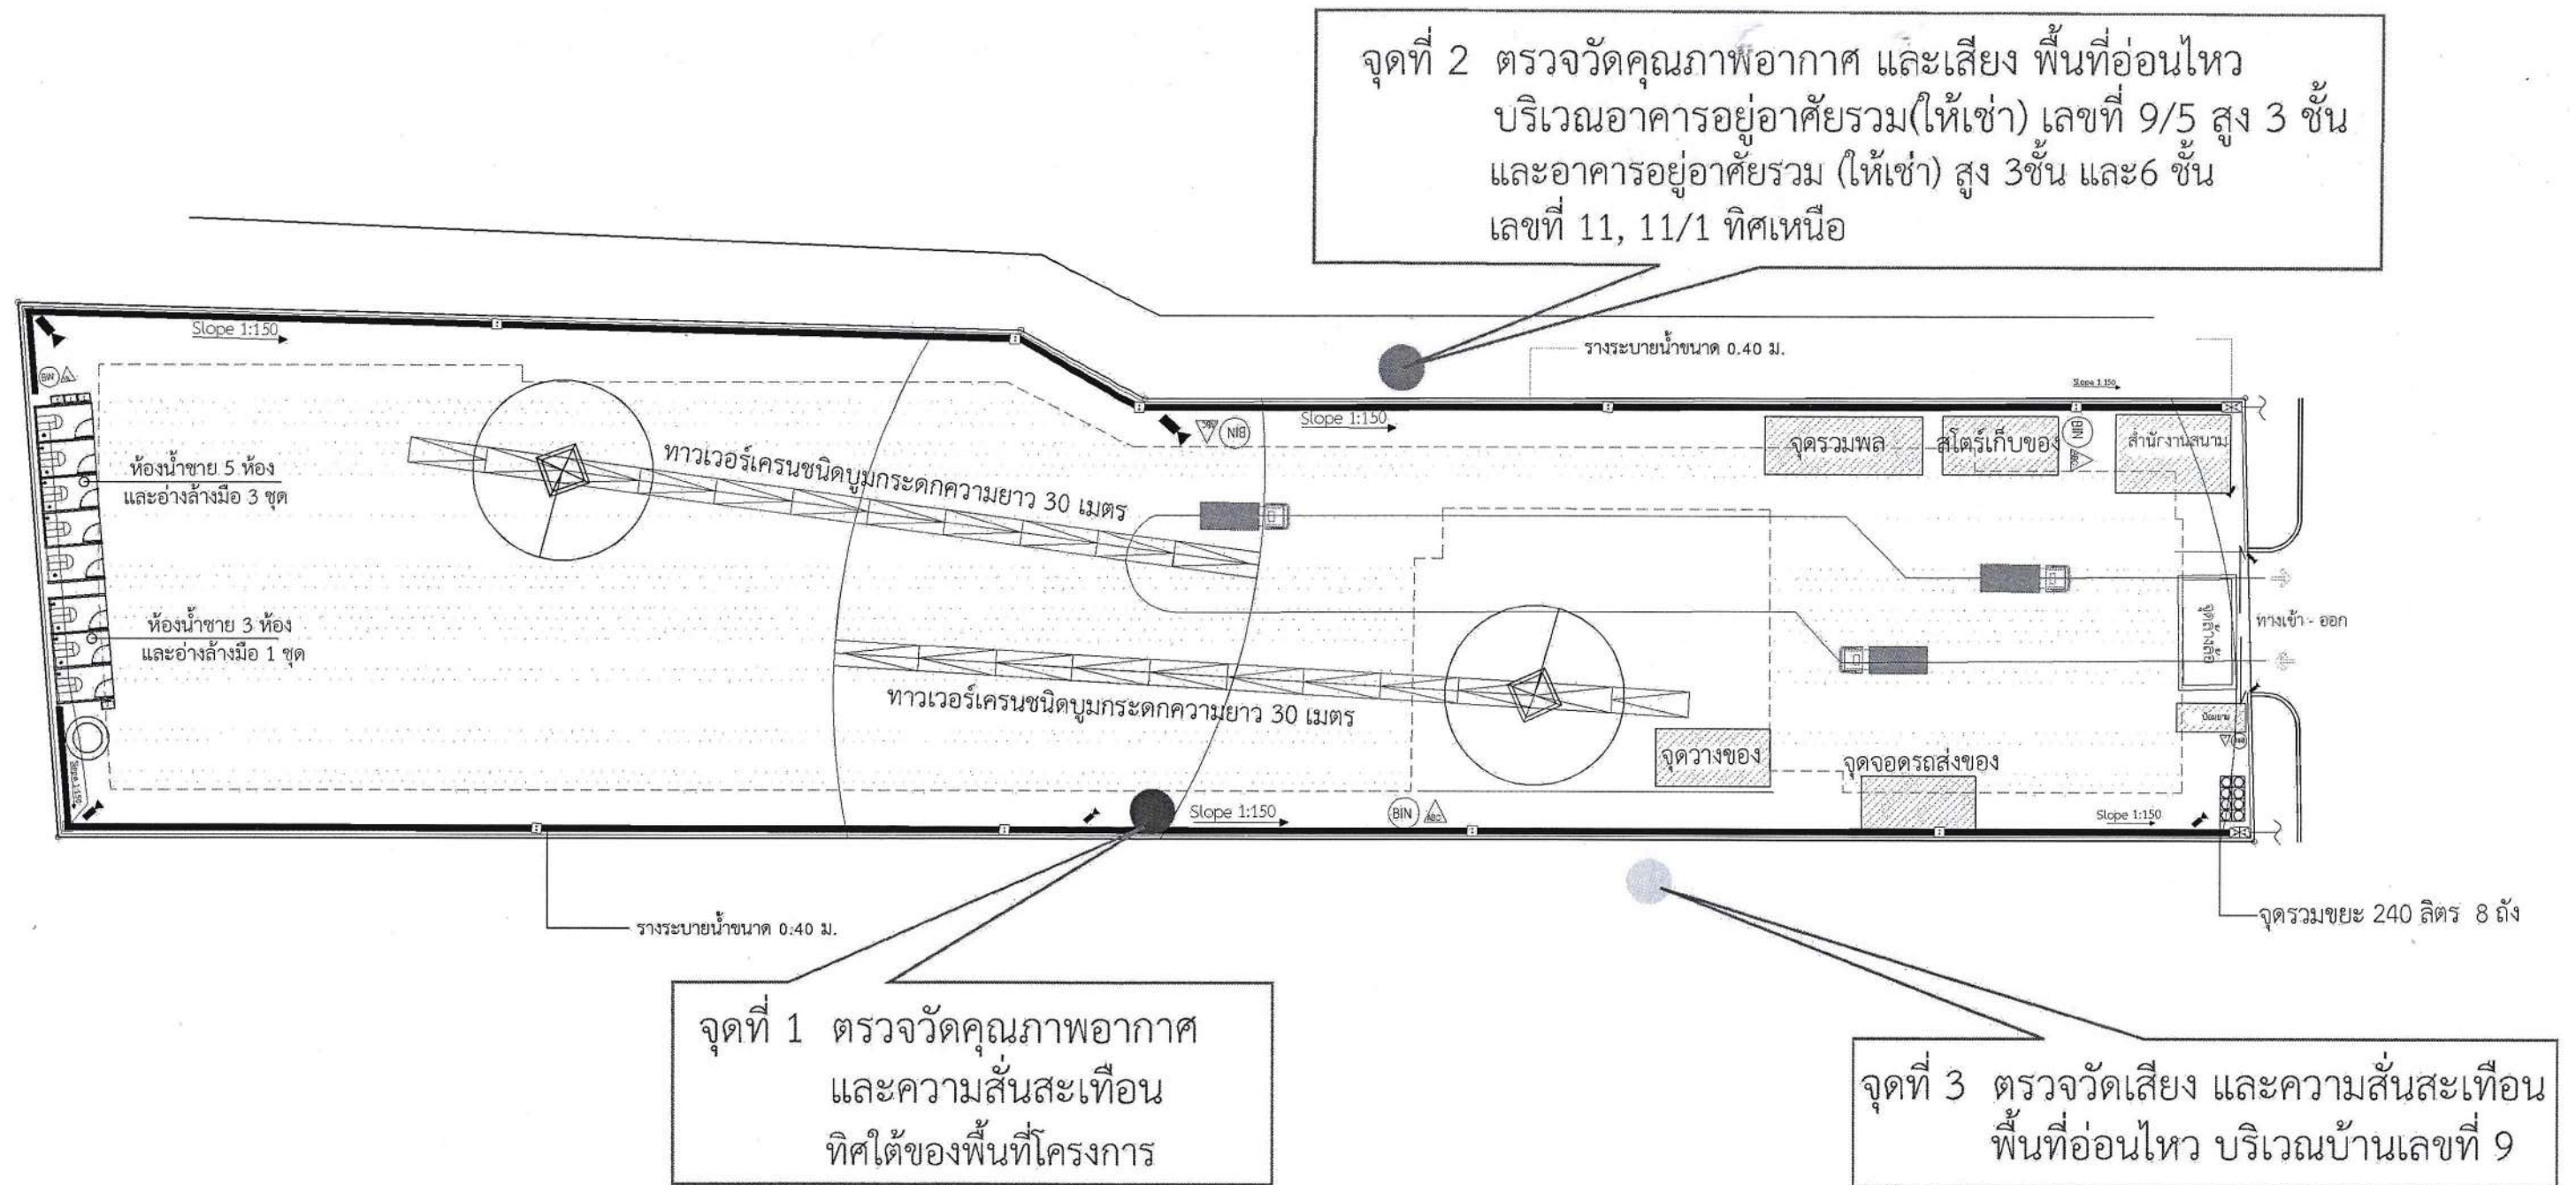 จุดที่ 2 ตรวจวัดคุณภาพอากาศ และเสียง พื้นที่อ่อนไหว
บริเวณอาคารอยู่อาศัยรวม(ให้เช่า) เลขที่ 9/5 สูง 3 ชั้น
และอาคารอยู่อาศัยรวม (ให้เช่า) สูง 3ชั้น และ6 ชั้น
เลขที่ 11, 11/1 ทิศเหนือ
Slope 1:150
รางระบายน้ำขนาด 0.40 ม.
Slope 1:150
BIN
BIN
ABC
Slope 1:150
BIN
ABC
จุดรวมพล
สโตร์เก็บของ
สำนักงานสนาม
ห้องน้ำชาย 5 ห้อง
และอ่างล้างมือ 3 ชุด
ทาวเวอร์เครนชนิดบูมกระดกความยาว 30 เมตร
ห้องน้ำชาย 3 ห้อง
และอ่างล้างมือ 1 ชุด
จุดล้างล้อ
ทางเข้า - ออก
ทาวเวอร์เครนชนิดบูมกระดกความยาว 30 เมตร
ป้อมยาม
จุดวางของ
จุดจอดรถส่งของ
Slope 1:150
Slope 1:150
BIN
ABC
Slope 1:150
รางระบายน้ำขนาด 0.40 ม.
จุดรวมขยะ 240 ลิตร 8 ถัง
จุดที่ 1 ตรวจวัดคุณภาพอากาศ
และความสั่นสะเทือน
ทิศใต้ของพื้นที่โครงการ
จุดที่ 3 ตรวจวัดเสียง และความสั่นสะเทือน
พื้นที่อ่อนไหว บริเวณบ้านเลขที่ 9